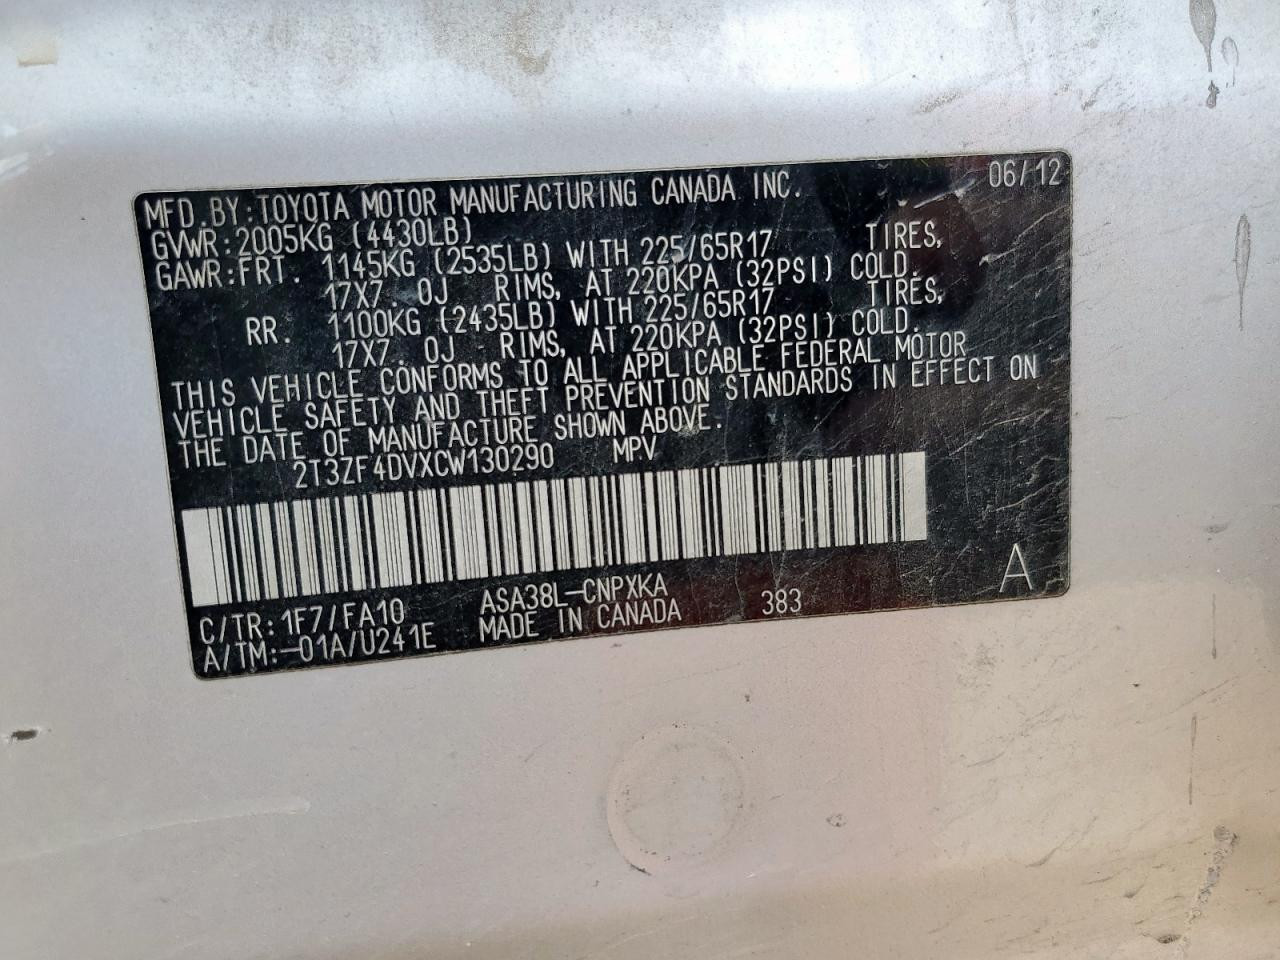 06/12
MFD.BY:TOYOTA MOTOR MANUFACTURING CANADA INC.
GVWR:2005KG (4430LB)
GAWR:FRT. 1145KG (2535LB) WITH 225/65R17 TIRES,
17X7. 0J RIMS, AT 220KPA (32PSI) COLD.
RR. 1100KG (2435LB) WITH 225/65R17 TIRES,
17X7. 0J RIMS, AT 220KPA (32PSI) COLD.
THIS VEHICLE CONFORMS TO ALL APPLICABLE FEDERAL MOTOR
VEHICLE SAFETY AND THEFT PREVENTION STANDARDS IN EFFECT ON
THE DATE OF MANUFACTURE SHOWN ABOVE.
2T3ZF4DVXCW130290 MPV
C/TR:1F7/FA10 ASA38L-CNPXKA
A/TM:-01A/U241E MADE IN CANADA 383
A